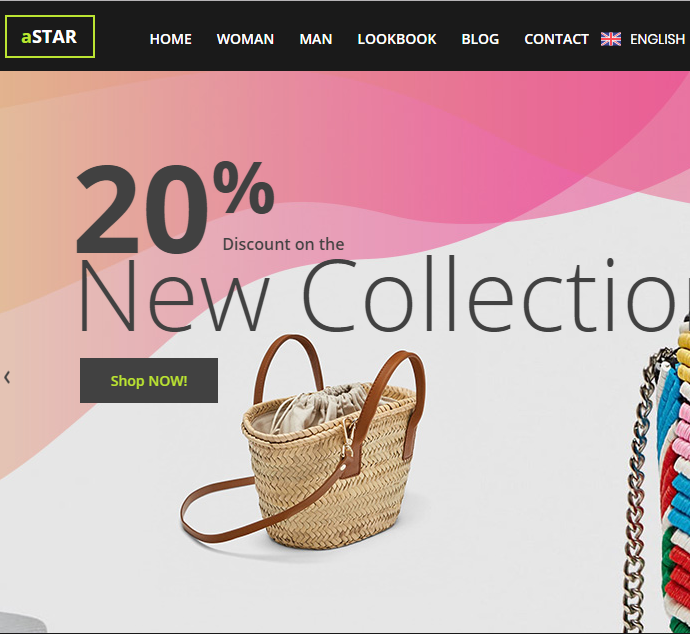 aSTAR
HOME WOMAN MAN LOOKBOOK BLOG CONTACT ENGLISH
20%
Discount on the
New Collectio
Shop NOW!